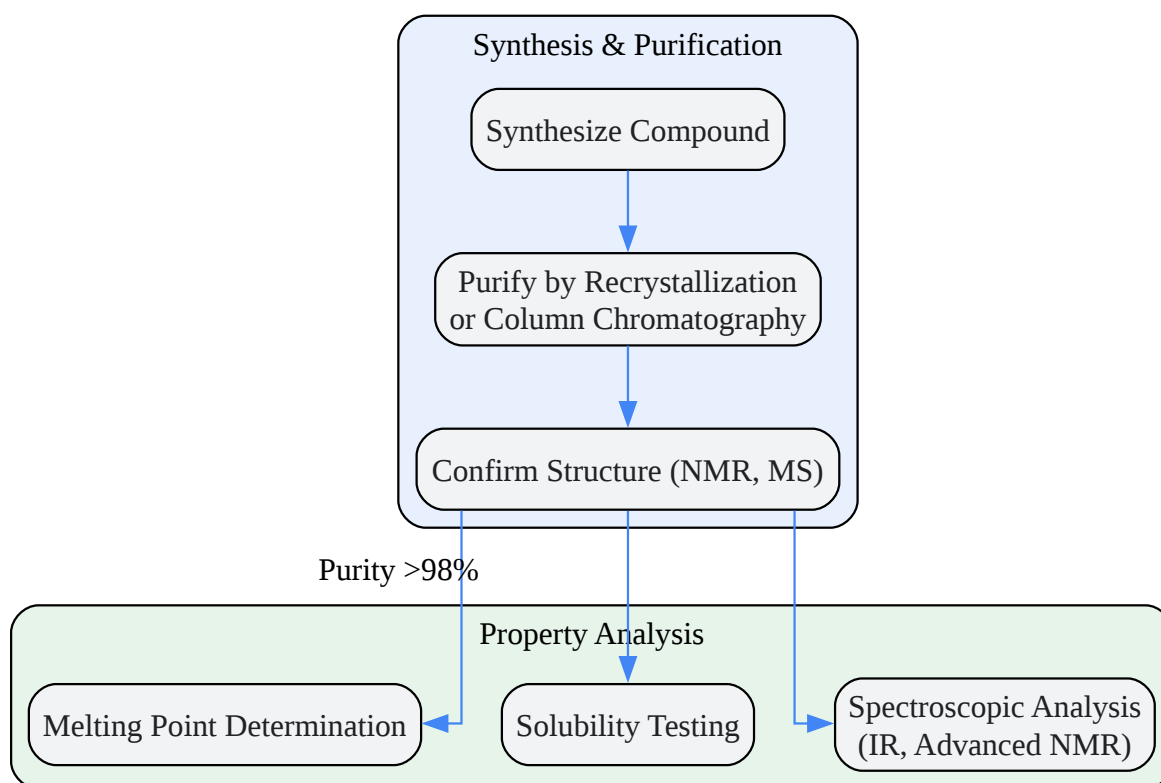 Synthesis & Purification
Synthesize Compound
Purify by Recrystallization
or Column Chromatography
Confirm Structure (NMR, MS)
Purity >98%
Property Analysis
Melting Point Determination
Solubility Testing
Spectroscopic Analysis
(IR, Advanced NMR)